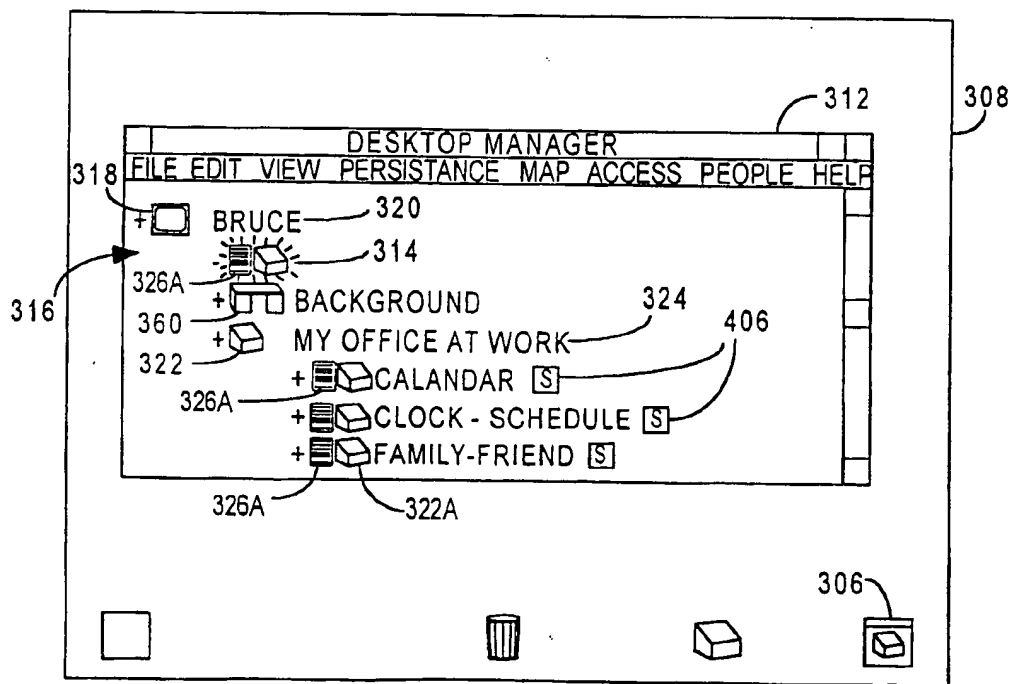 312
308
DESKTOP MANAGER
FILE EDIT VIEW PERSISTANCE MAP ACCESS PEOPLE HELP
318
+ BRUCE 320
314
316
326A
+ BACKGROUND
360
324
406
+ MY OFFICE AT WORK
322
+ CALANDAR S
326A
+ CLOCK - SCHEDULE S
+ FAMILY-FRIEND S
326A
322A
306